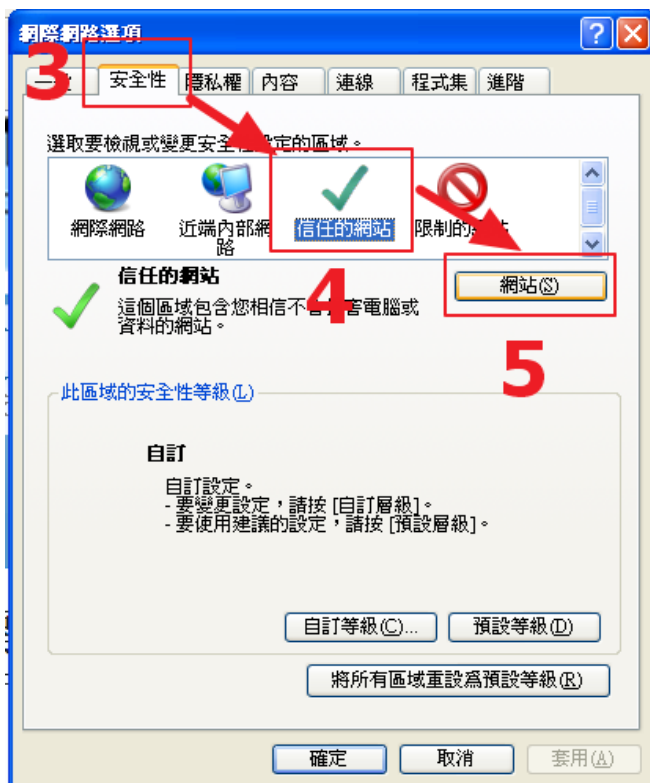 網際網路選項
3
安全性 隱私權 內容 連線 程式集 進階
選取要檢視或變更安全性設定的區域。
網際網路 近端內部網路 信任的網站 限制的網站
4
信任的網站
網站(S)
這個區域包含您相信不會損害電腦或
資料的網站。
5
此區域的安全性等級(L)
自訂
自訂設定。
- 要變更設定,請按 [自訂層級]。
- 要使用建議的設定,請按 [預設層級]。
自訂等級(C)... 預設等級(D)
將所有區域重設為預設等級(R)
確定 取消 套用(A)